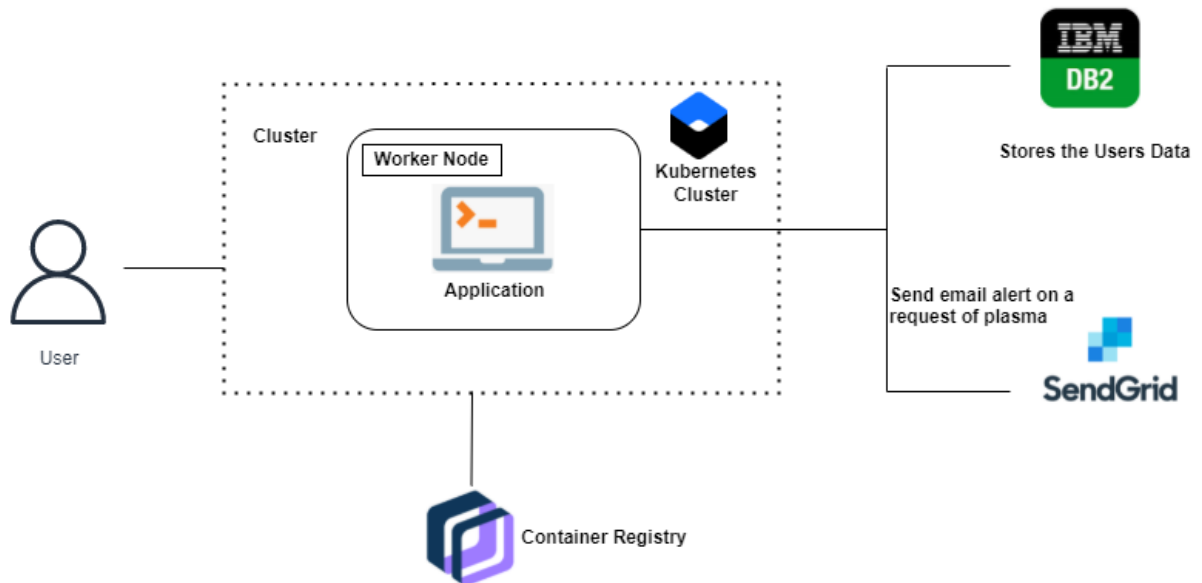 IBM
DB2
Stores the Users Data
Cluster
Worker Node
Kubernetes
Cluster
Application
User
Send email alert on a
request of plasma
SendGrid
Container Registry